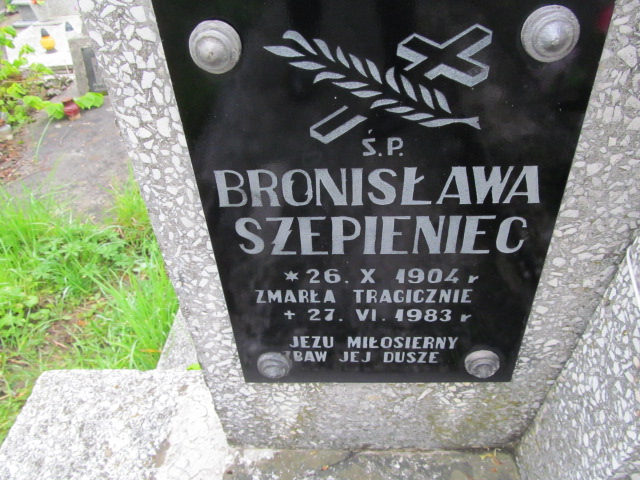 Ś.P.
BRONISŁAWA
SZEPIENIEC
* 26. X 1904 r
ZMARŁA TRAGICZNIE
+ 27. VI. 1983 r
JEZU MIŁOSIERNY
ZBAW JEJ DUSZE